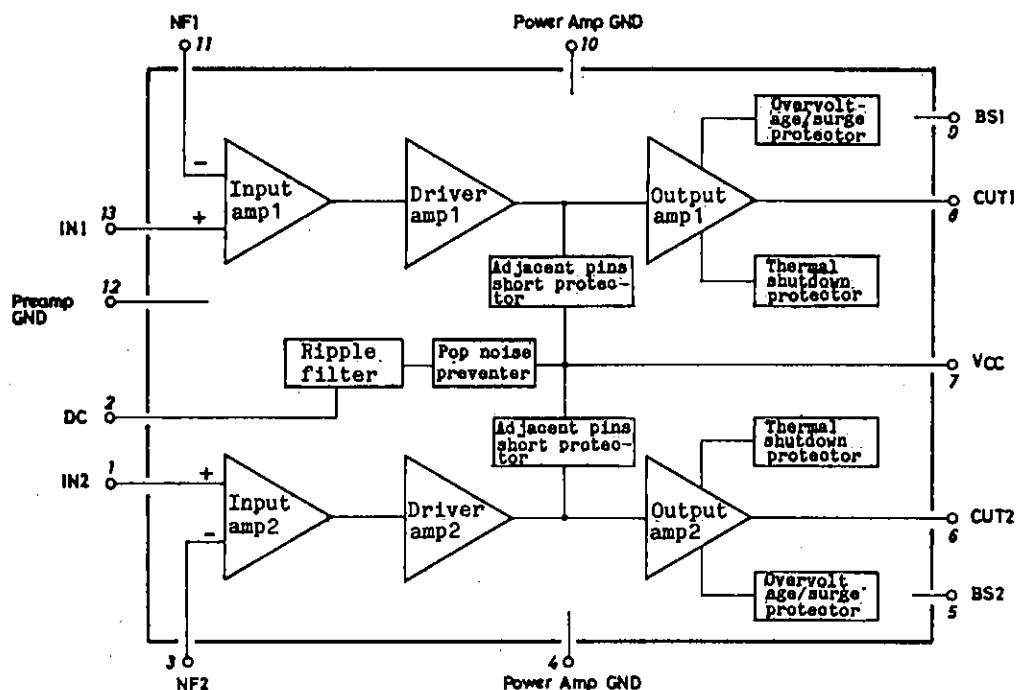 NF1
11
Power Amp GND
10
Overvolt-
age/surge
protector
BS1
9
-
Input
amp1
Driver
amp1
Output
amp1
CUT1
8
13
IN1
+
Adjacent pins
short protec-
tor
Thermal
shutdown
protector
12
Preamp
GND
Ripple
filter
Pop noise
preventer
VCC
7
2
DC
Adjacent pins
short protec-
tor
Thermal
shutdown
protector
1
IN2
+
Input
amp2
Driver
amp2
Output
amp2
CUT2
6
-
Overvolt
age/surge
protector
BS2
5
3
NF2
4
Power Amp GND